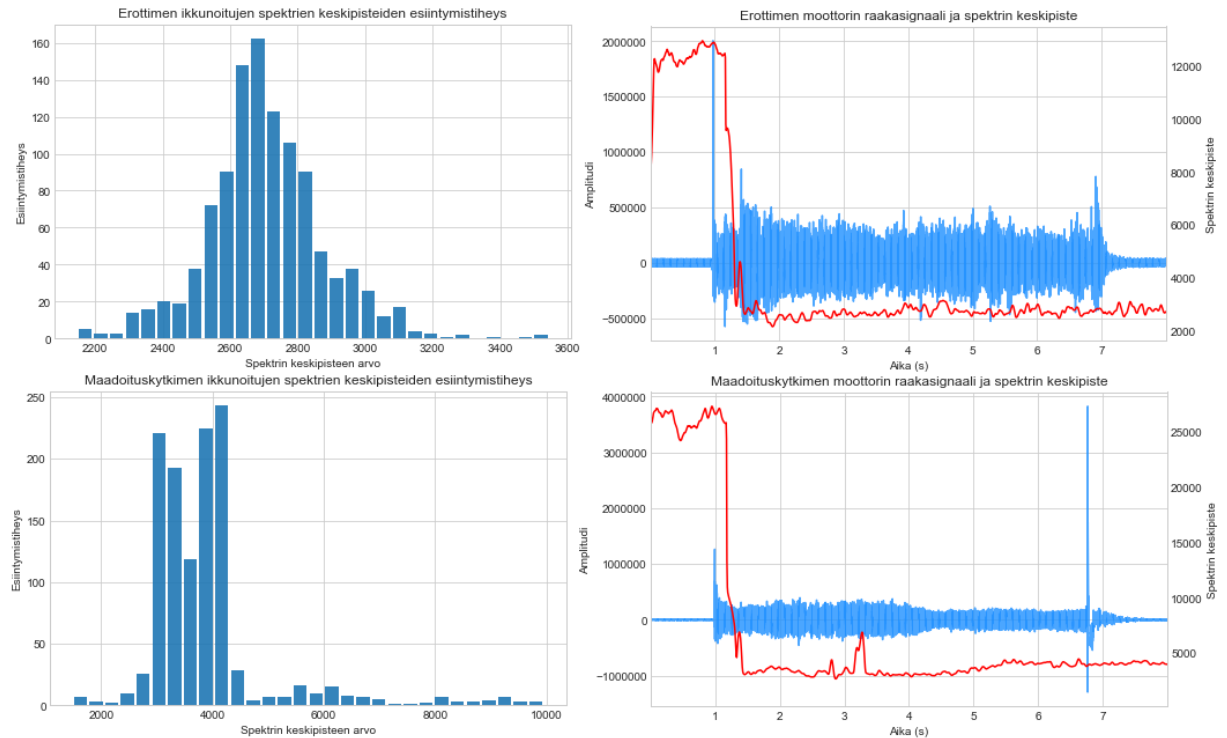 Erottimen ikkunoitujen spektrien keskipisteiden esiintymistiheys
160
140
120
100
80
60
40
20
0
Esiintymistiheys
2200 2400 2600 2800 3000 3200 3400 3600
Spektrin keskipisteen arvo
Erottimen moottorin raakasignaali ja spektrin keskipiste
2000000
1500000
1000000
500000
0
−500000
Amplitudi
12000
10000
8000
6000
4000
2000
Spektrin keskipiste
1 2 3 4 5 6 7
Aika (s)
Maadoituskytkimen ikkunoitujen spektrien keskipisteiden esiintymistiheys
250
200
150
100
50
0
Esiintymistiheys
2000 4000 6000 8000 10000
Spektrin keskipisteen arvo
Maadoituskytkimen moottorin raakasignaali ja spektrin keskipiste
4000000
3000000
2000000
1000000
0
−1000000
Amplitudi
25000
20000
15000
10000
5000
Spektrin keskipiste
1 2 3 4 5 6 7
Aika (s)